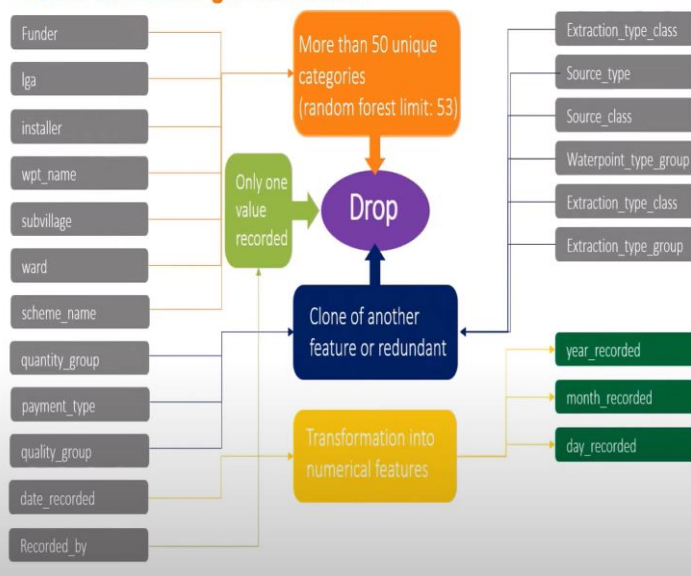 Funder
lga
installer
wpt_name
subvillage
ward
scheme_name
quantity_group
payment_type
quality_group
date_recorded
Recorded_by
Only one
value
recorded
More than 50 unique
categories
(random forest limit: 53)
Drop
Clone of another
feature or redundant
Transformation into
numerical features
Extraction_type_class
Source_type
Source_class
Waterpoint_type_group
Extraction_type_class
Extraction_type_group
year_recorded
month_recorded
day_recorded